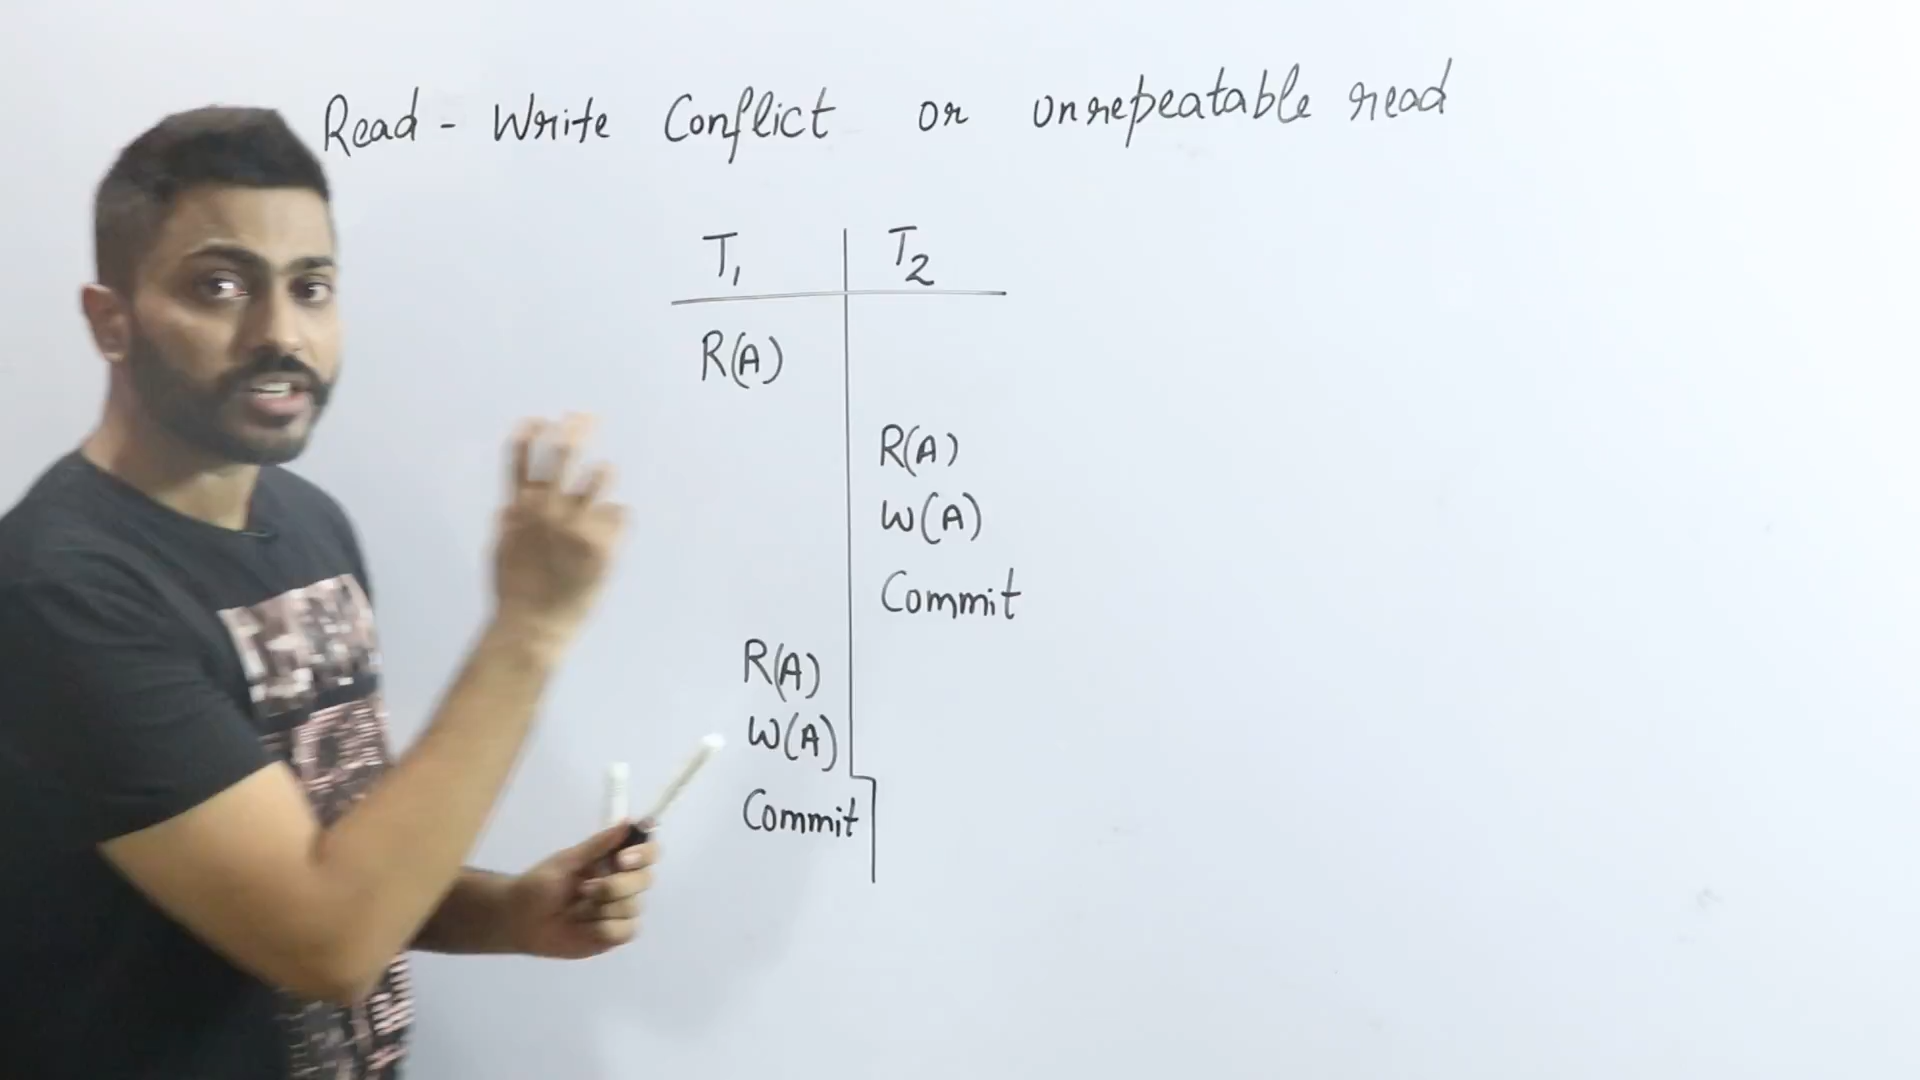 Read - Write Conflict or unrepeatable read
T1 T2
R(A)
R(A)
W(A)
Commit
R(A)
W(A)
Commit